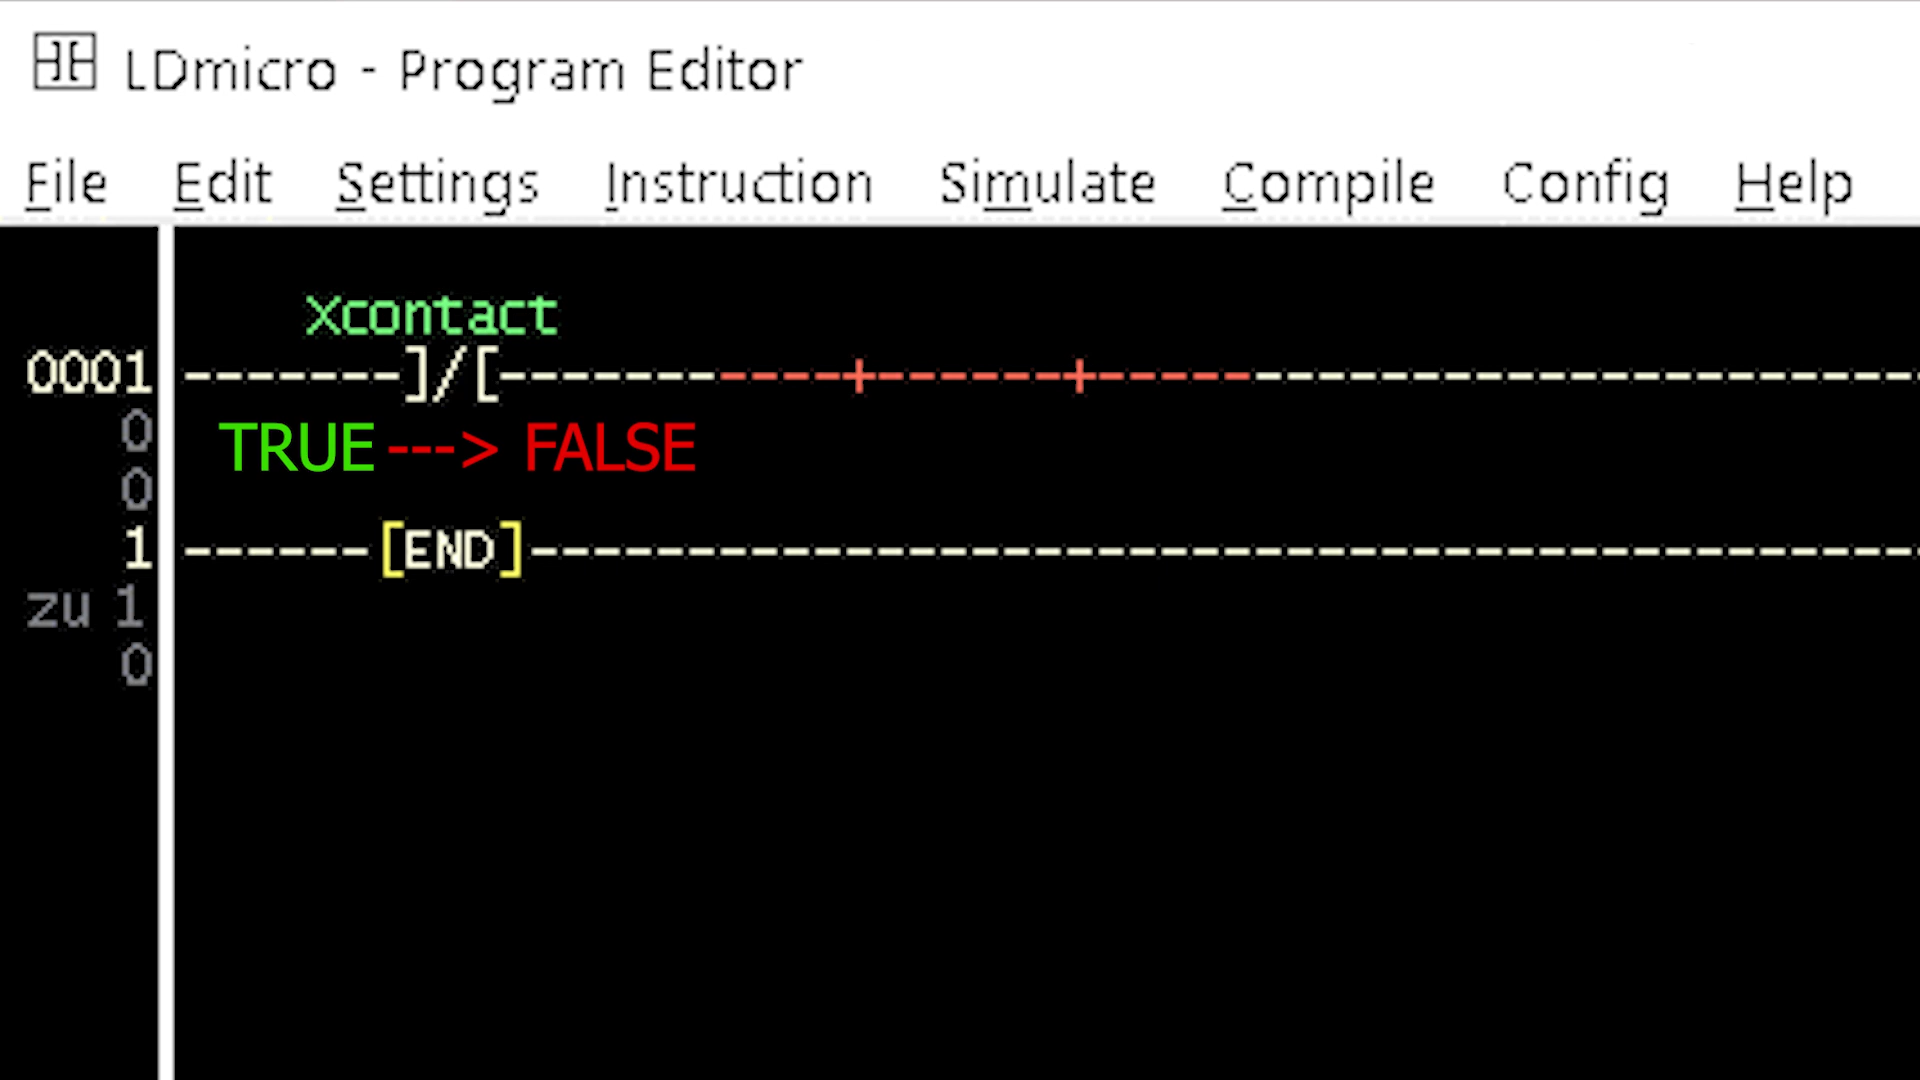 LDmicro - Program Editor
File Edit Settings Instruction Simulate Compile Config Help
Xcontact
0001 -------]/[-------  ----+-------+----- ---------------------
0 TRUE ---> FALSE
0
1 ------[END]---------------------------------------------
zu 1
0